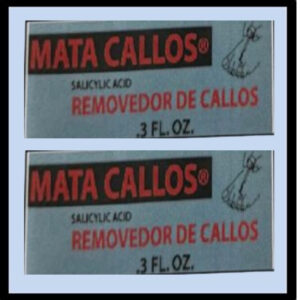 MATA CALLOS®
SALICYLIC ACID
REMOVEDOR DE CALLOS
.3 FL. OZ.
MATA CALLOS®
SALICYLIC ACID
REMOVEDOR DE CALLOS
.3 FL. OZ.